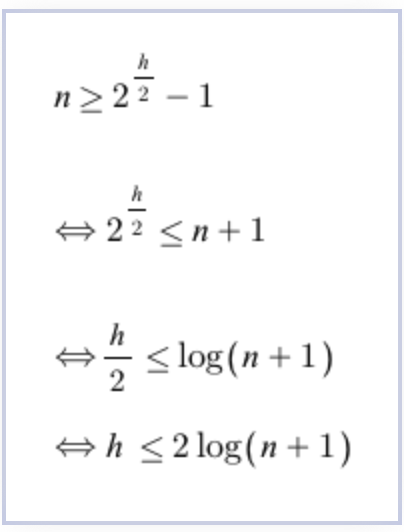 n ≥ 2^{h/2} − 1
⇔ 2^{h/2} ≤ n + 1
⇔ h/2 ≤ log(n + 1)
⇔ h ≤ 2 log(n + 1)